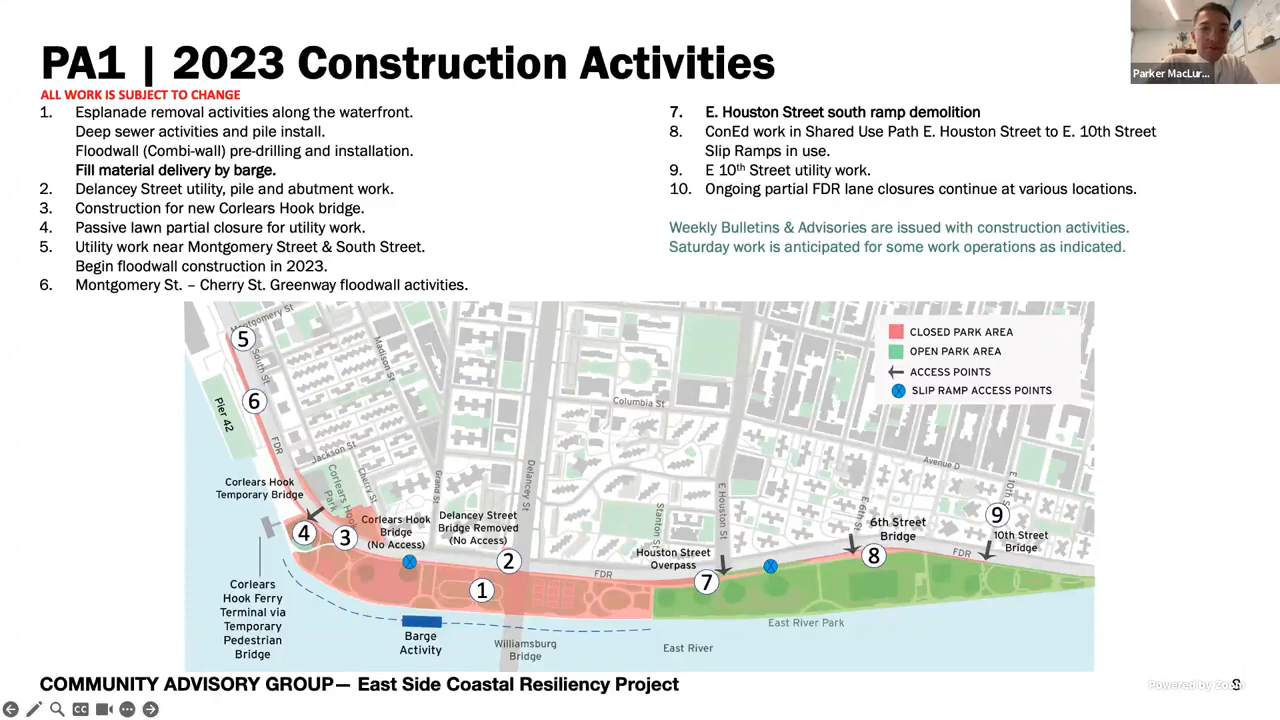 PA1 | 2023 Construction Activities
ALL WORK IS SUBJECT TO CHANGE
1. Esplanade removal activities along the waterfront.
Deep sewer activities and pile install.
Floodwall (Combi-wall) pre-drilling and installation.
Fill material delivery by barge.
2. Delancey Street utility, pile and abutment work.
3. Construction for new Corlears Hook bridge.
4. Passive lawn partial closure for utility work.
5. Utility work near Montgomery Street & South Street.
Begin floodwall construction in 2023.
6. Montgomery St. – Cherry St. Greenway floodwall activities.
7. E. Houston Street south ramp demolition
8. ConEd work in Shared Use Path E. Houston Street to E. 10th Street
Slip Ramps in use.
9. E 10th Street utility work.
10. Ongoing partial FDR lane closures continue at various locations.
Weekly Bulletins & Advisories are issued with construction activities.
Saturday work is anticipated for some work operations as indicated.
Parker MacLur...
CLOSED PARK AREA
OPEN PARK AREA
ACCESS POINTS
SLIP RAMP ACCESS POINTS
Montgomery St
5
South St
Madison St
6
Pier 42
FDR
Jackson St
Columbia St
Avenue D
Corlears Hook
Temporary Bridge
Corlears Hook
Park
Cherry St
Grand St
Delancey St
Stanton St
E Houston St
E 6th St
E 10th St
4
3
Corlears Hook
Bridge
(No Access)
Delancey Street
Bridge Removed
(No Access)
2
1
FDR
Houston Street
Overpass
7
6th Street
Bridge
8
9
10th Street
Bridge
FDR
Corlears
Hook Ferry
Terminal via
Temporary
Pedestrian
Bridge
Barge
Activity
Williamsburg
Bridge
East River
East River Park
COMMUNITY ADVISORY GROUP— East Side Coastal Resiliency Project
Powered by Zoom